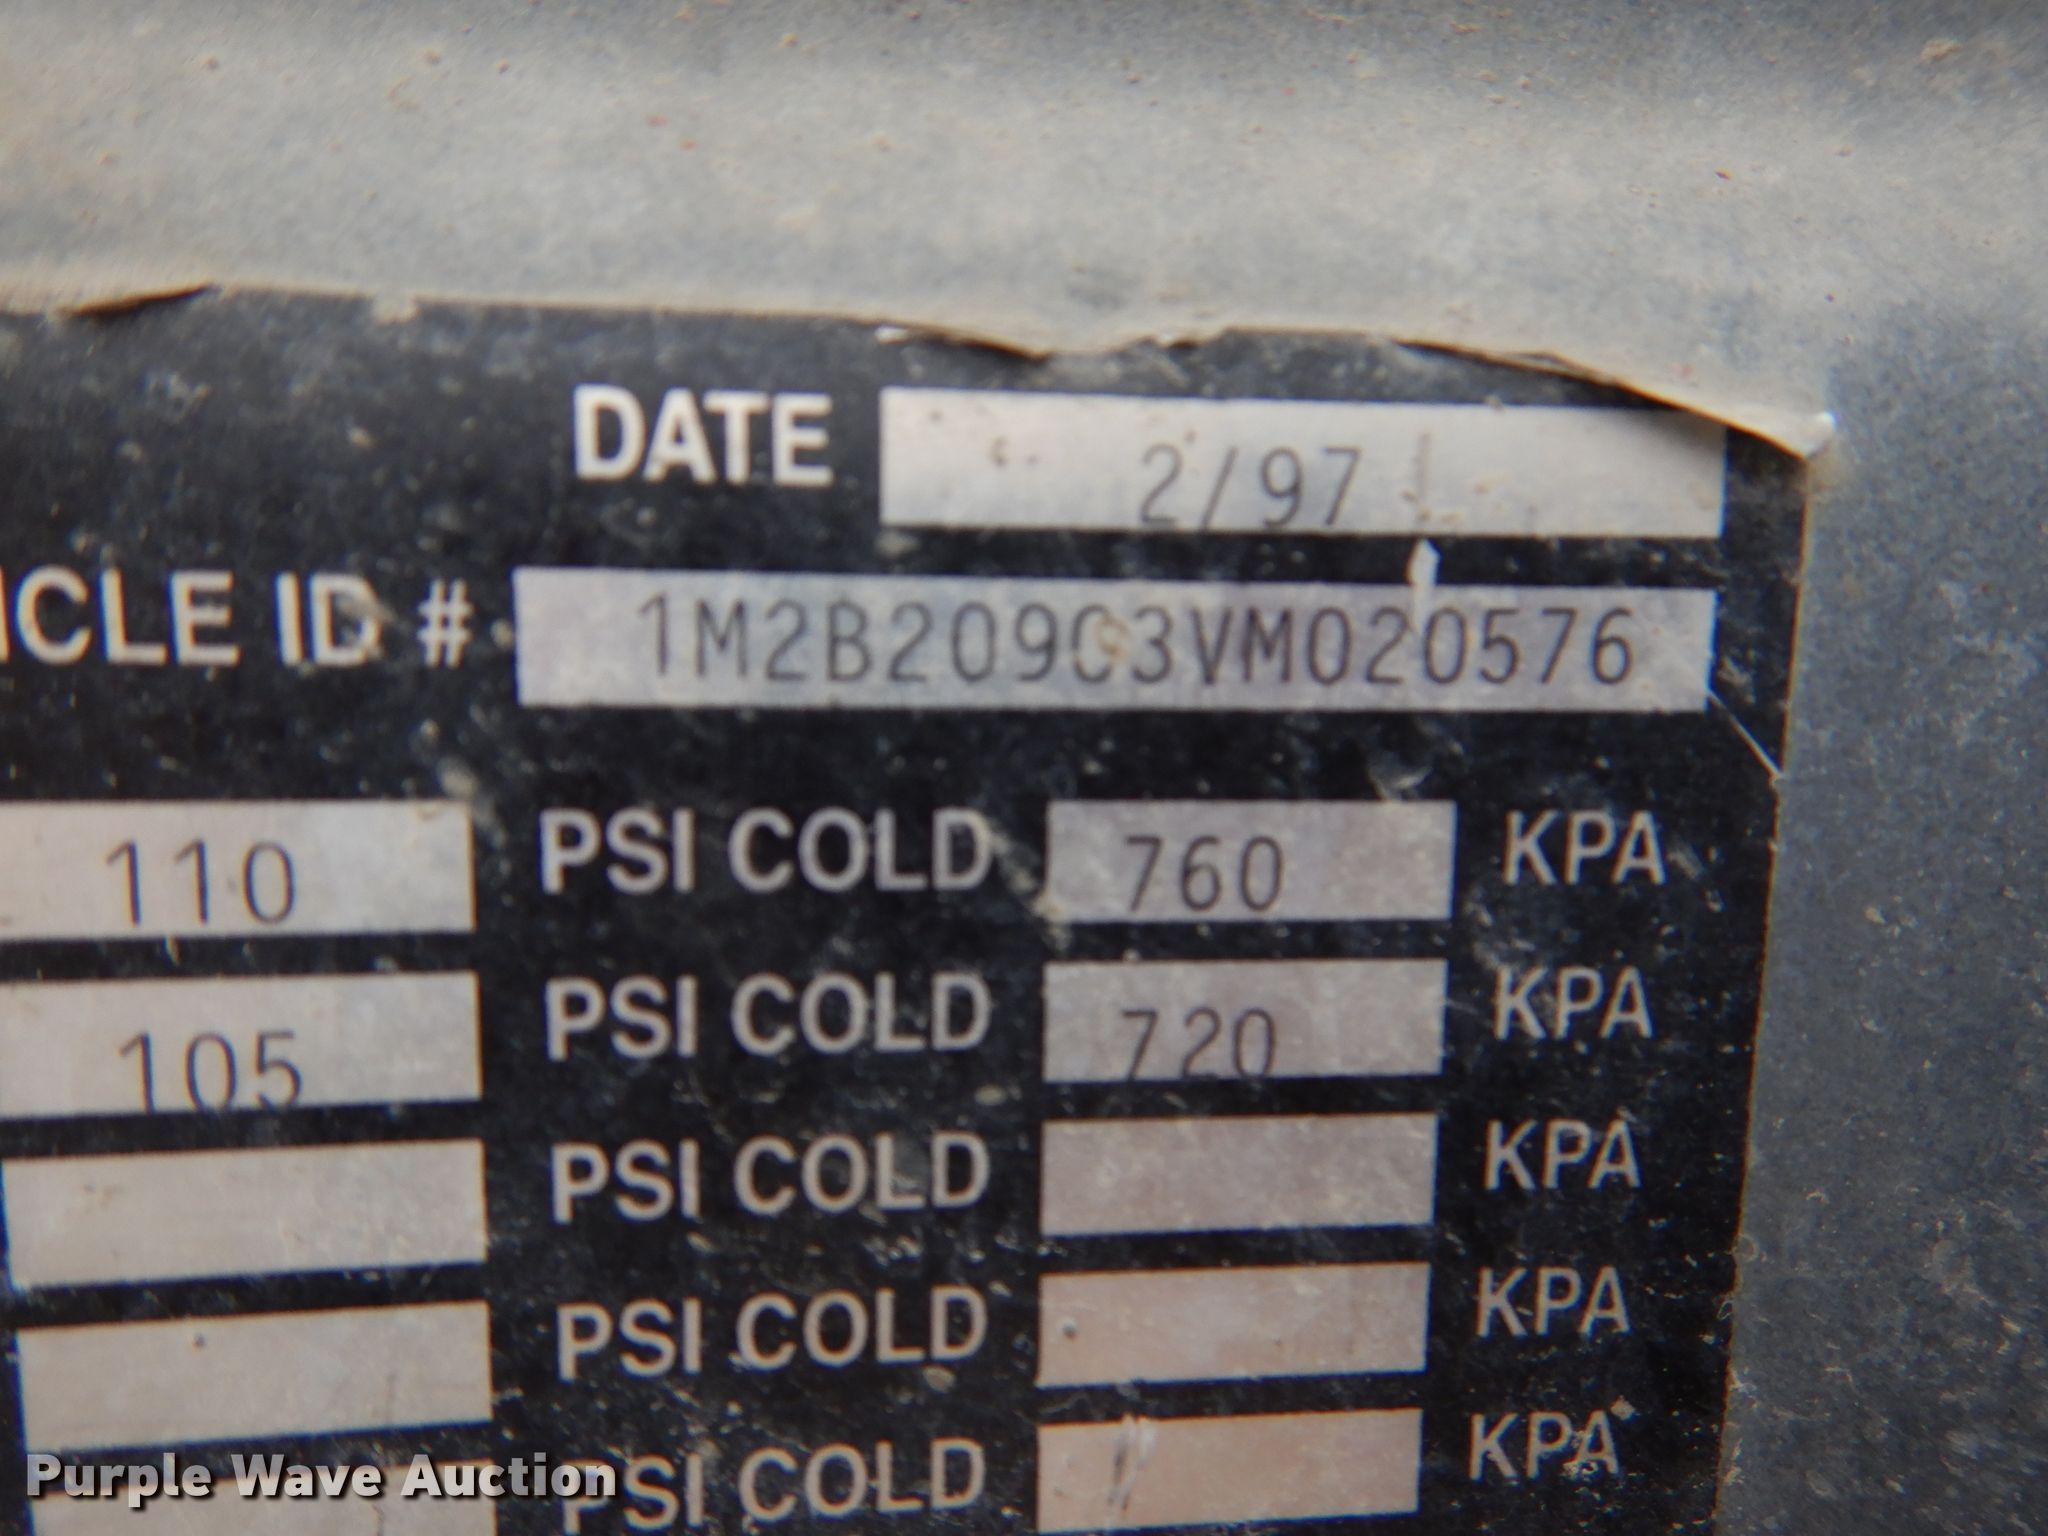 DATE 2/97
ICLE ID # 1M2B209C3VM020576
110 PSI COLD 760 KPA
105 PSI COLD 720 KPA
PSI COLD KPA
PSI COLD KPA
PSI COLD KPA
Purple Wave Auction